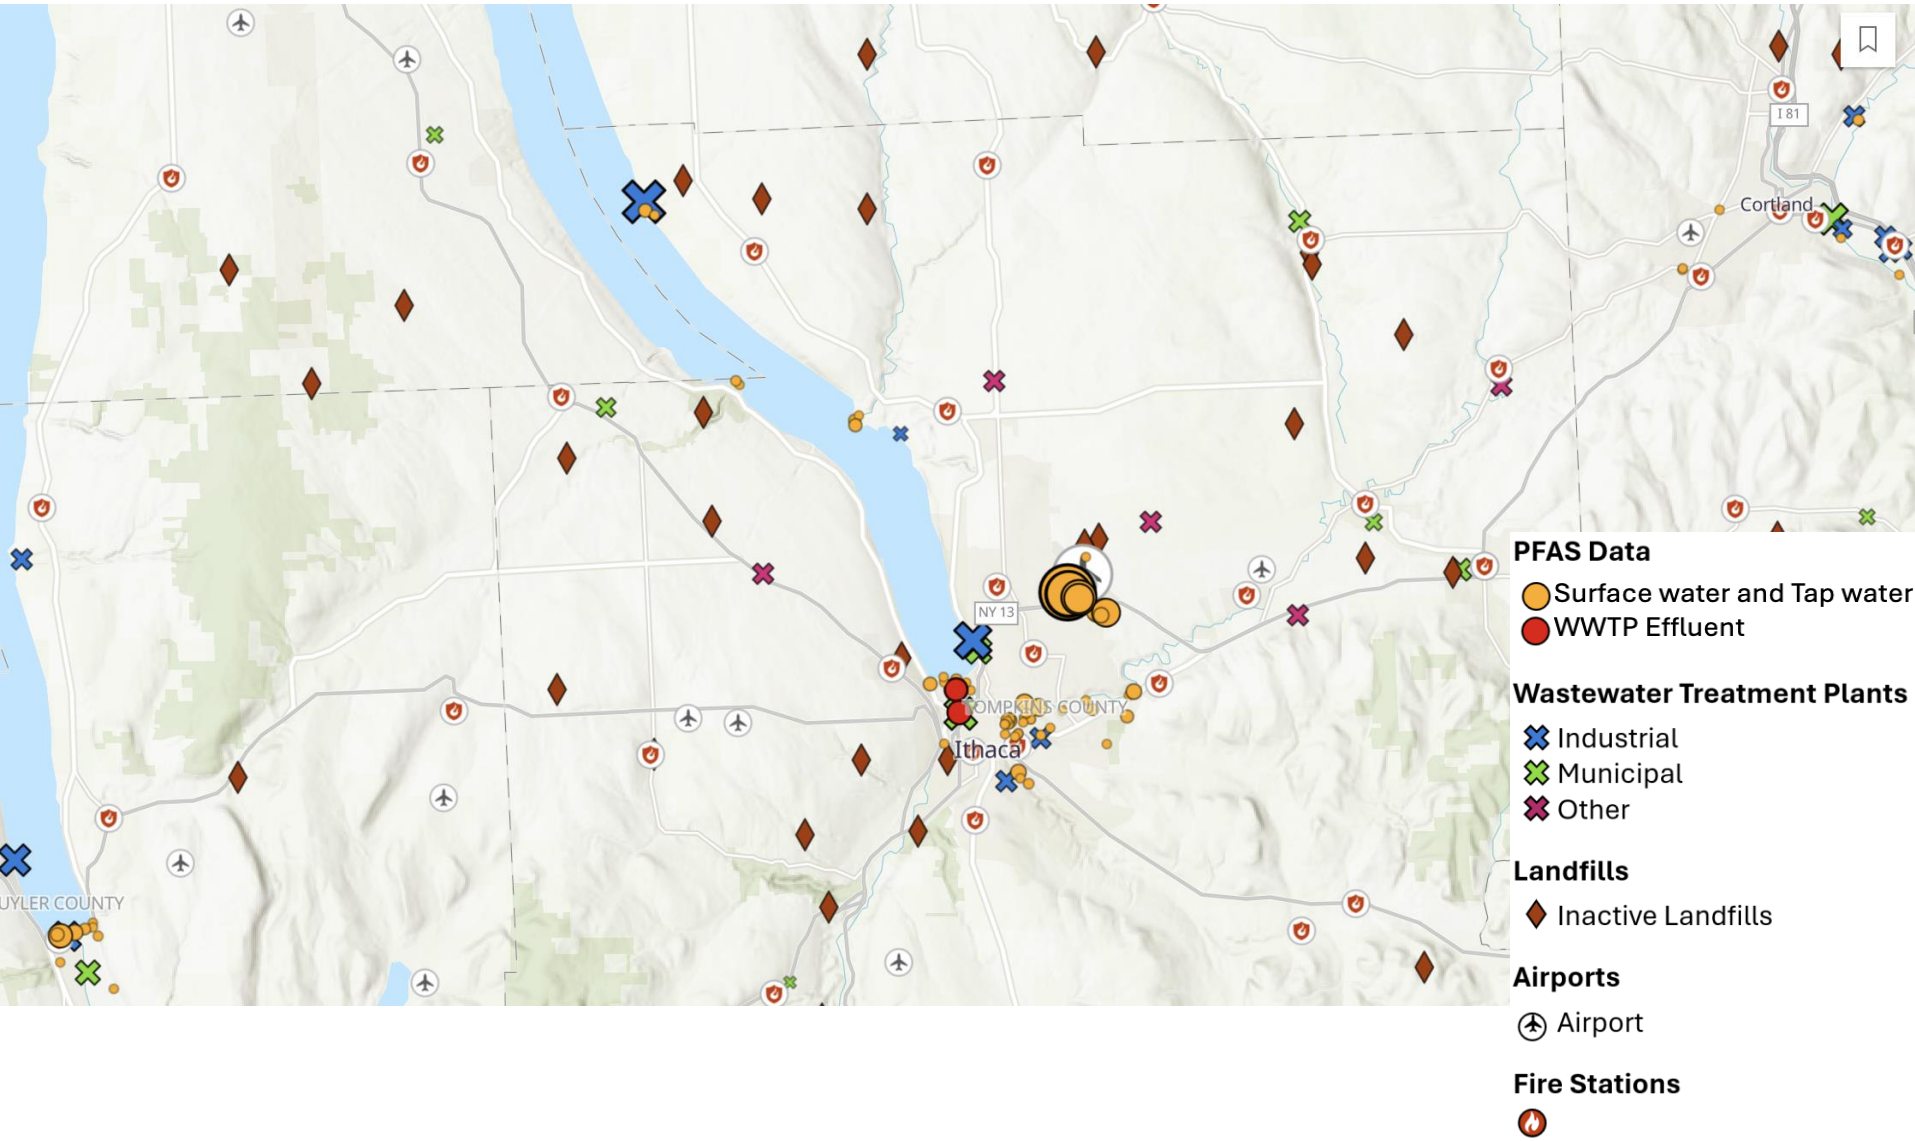 I 81
Cortland
NY 13
TOMPKINS COUNTY
Ithaca
UYLER COUNTY
PFAS Data
Surface water and Tap water
WWTP Effluent
Wastewater Treatment Plants
Industrial
Municipal
Other
Landfills
Inactive Landfills
Airports
Airport
Fire Stations